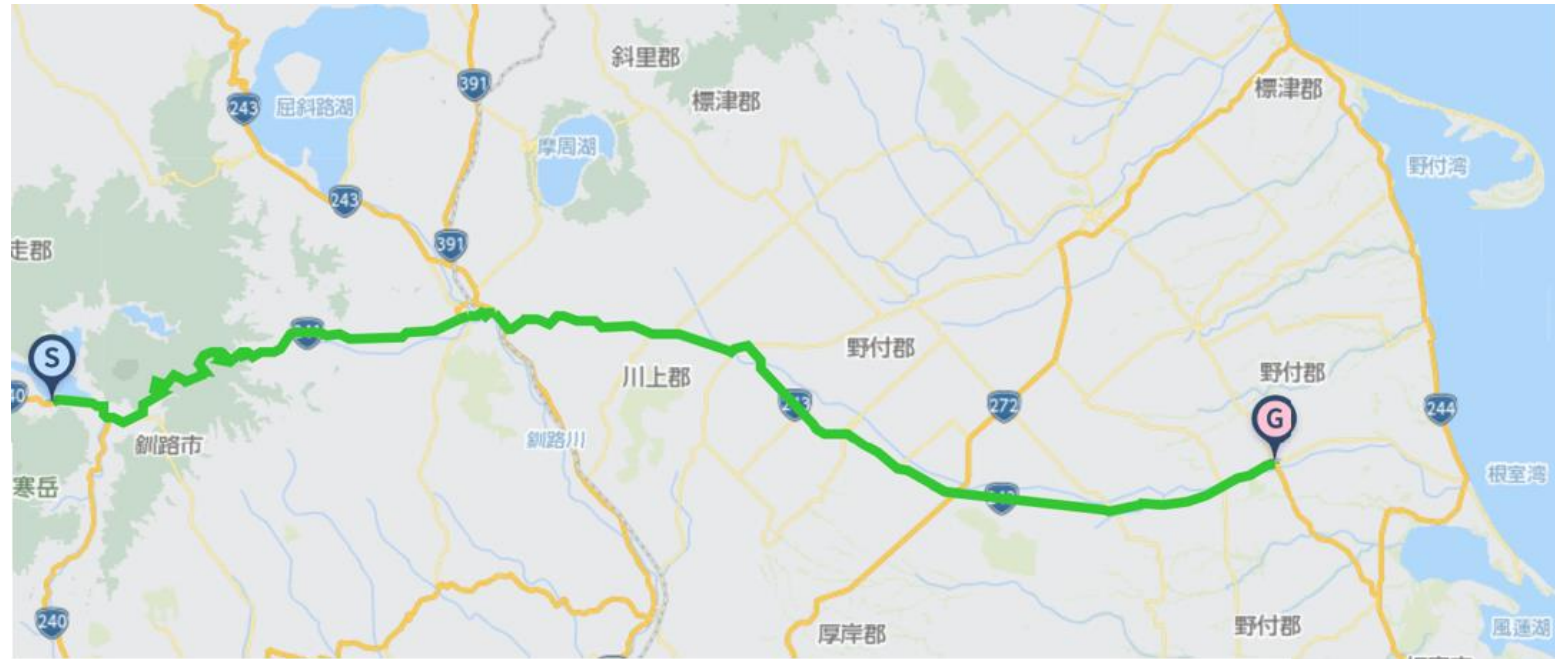 斜里郡
391
標津郡
標津郡
243
屈斜路湖
摩周湖
野付湾
243
391
走郡
野付郡
S
川上郡
野付郡
272
244
G
釧路市
釧路川
根室湾
寒岳
240
厚岸郡
野付郡
風蓮湖